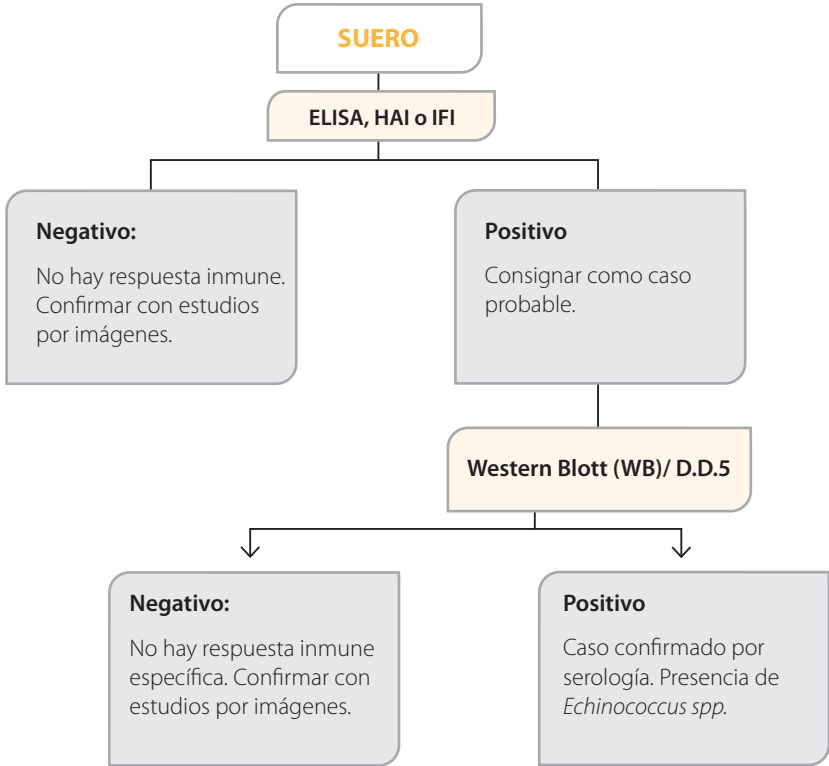 SUERO
ELISA, HAI o IFI
Negativo:
No hay respuesta inmune.
Confirmar con estudios
por imágenes.
Positivo
Consignar como caso
probable.
Western Blott (WB)/ D.D.5
Negativo:
No hay respuesta inmune
específica. Confirmar con
estudios por imágenes.
Positivo
Caso confirmado por
serología. Presencia de
Echinococcus spp.